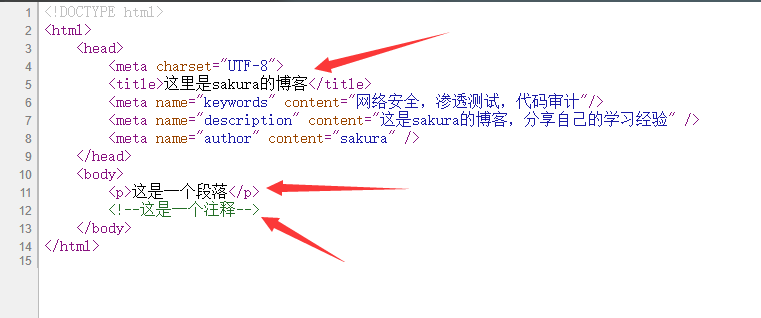 1 <!DOCTYPE html>
2 <html>
3 <head>
4 <meta charset="UTF-8">
5 <title>这里是sakura的博客</title>
6 <meta name="keywords" content="网络安全，渗透测试，代码审计"/>
7 <meta name="description" content="这是sakura的博客，分享自己的学习经验" />
8 <meta name="author" content="sakura" />
9 </head>
10 <body>
11 <p>这是一个段落</p>
12 <!--这是一个注释-->
13 </body>
14 </html>
15